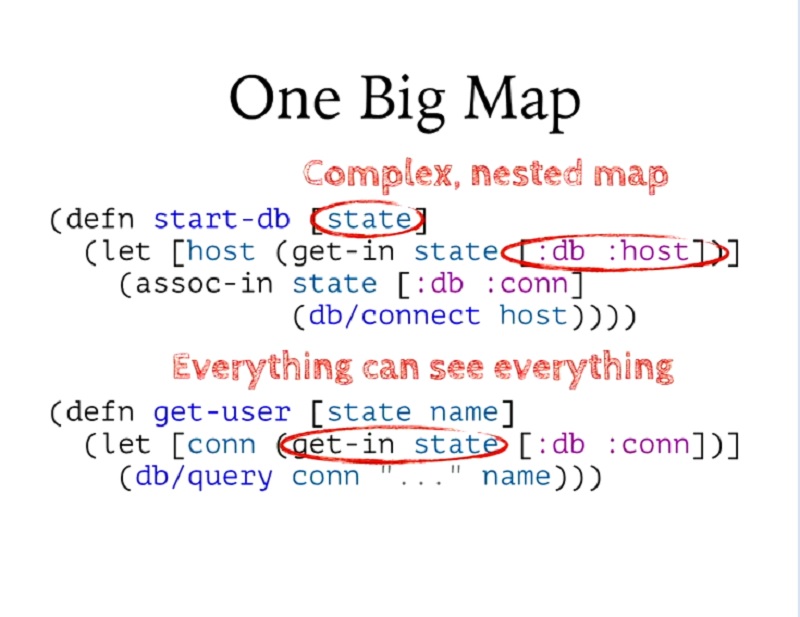 One Big Map
Complex, nested map
(defn start-db [state]
(let [host (get-in state [:db :host])]
(assoc-in state [:db :conn]
(db/connect host))))
Everything can see everything
(defn get-user [state name]
(let [conn (get-in state [:db :conn])]
(db/query conn "..." name)))